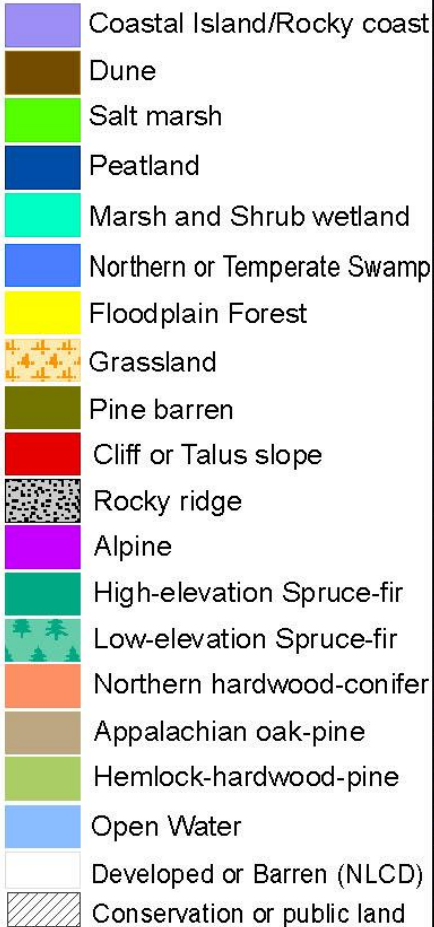 Coastal Island/Rocky coast
Dune
Salt marsh
Peatland
Marsh and Shrub wetland
Northern or Temperate Swamp
Floodplain Forest
Grassland
Pine barren
Cliff or Talus slope
Rocky ridge
Alpine
High-elevation Spruce-fir
Low-elevation Spruce-fir
Northern hardwood-conifer
Appalachian oak-pine
Hemlock-hardwood-pine
Open Water
Developed or Barren (NLCD)
Conservation or public land